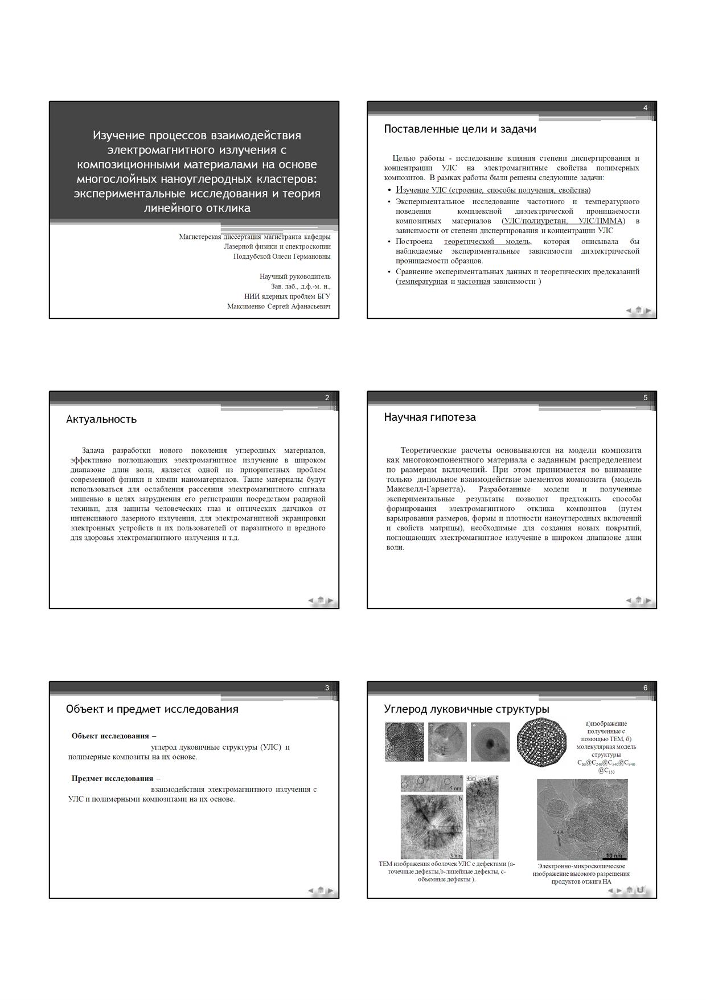 Изучение процессов взаимодействия
электромагнитного излучения с
композиционными материалами на основе
многослойных наноуглеродных кластеров:
экспериментальные исследования и теория
линейного отклика
Магистерская диссертация магистранта кафедры
Лазерной физики и спектроскопии
Поддубской Олеси Германовны
Научный руководитель
Зав. лаб., д.ф.-м. н.,
НИИ ядерных проблем БГУ
Максименко Сергей Афанасьевич
2
Актуальность
Задача разработки нового поколения углеродных материалов,
эффективно поглощающих электромагнитное излучение в широком
диапазоне длин волн, является одной из приоритетных проблем
современной физики и химии наноматериалов. Такие материалы будут
использоваться для ослабления рассеяния электромагнитного сигнала
мишенью в целях затруднения его регистрации посредством радарной
техники, для защиты человеческих глаз и оптических датчиков от
интенсивного лазерного излучения, для электромагнитной экранировки
электронных устройств и их пользователей от паразитного и вредного
для здоровья электромагнитного излучения и т.д.
3
Объект и предмет исследования
Объект исследования –
углерод луковичные структуры (УЛС) и
полимерные композиты на их основе.
Предмет исследования –
взаимодействия электромагнитного излучения с
УЛС и полимерными композитами на их основе.
4
Поставленные цели и задачи
Целью работы - исследование влияния степени диспергирования и
концентрации УЛС на электромагнитные свойства полимерных
композитов. В рамках работы были решены следующие задачи:
• Изучение УЛС (строение, способы получения, свойства)
• Экспериментальное исследование частотного и температурного
поведения комплексной диэлектрической проницаемости
композитных материалов (УЛС/полиуретан, УЛС/ПММА) в
зависимости от степени диспергирования и концентрации УЛС
• Построена теоретической модель, которая описывала бы
наблюдаемые экспериментальные зависимости диэлектрической
проницаемости образцов.
• Сравнение экспериментальных данных и теоретических предсказаний
(температурная и частотная зависимости )
5
Научная гипотеза
Теоретические расчеты основываются на модели композита
как многокомпонентного материала с заданным распределением
по размерам включений. При этом принимается во внимание
только дипольное взаимодействие элементов композита (модель
Максвелл-Гарнетта). Разработанные модели и полученные
экспериментальные результаты позволют предложить способы
формирования электромагнитного отклика композитов (путем
варьирования размеров, формы и плотности наноуглеродных включений
и свойств матрицы), необходимые для создания новых покрытий,
поглощающих электромагнитное излучение в широком диапазоне длин
волн.
6
Углерод луковичные структуры
а)изображение
полученные с
помощью ТЕМ, б)
молекулярная модель
структуры
C60@C240@C540@C940
@C150
a
5 nm
b
3 nm
4nm
c
3.4 A
10 nm
ТЕМ изображения оболочек УЛС с дефектами (а-
точечные дефекты,b-линейные дефекты, с-
объемные дефекты ).
Электронно-микроскопическое
изображение высокого разрешения
продуктов отжига НА